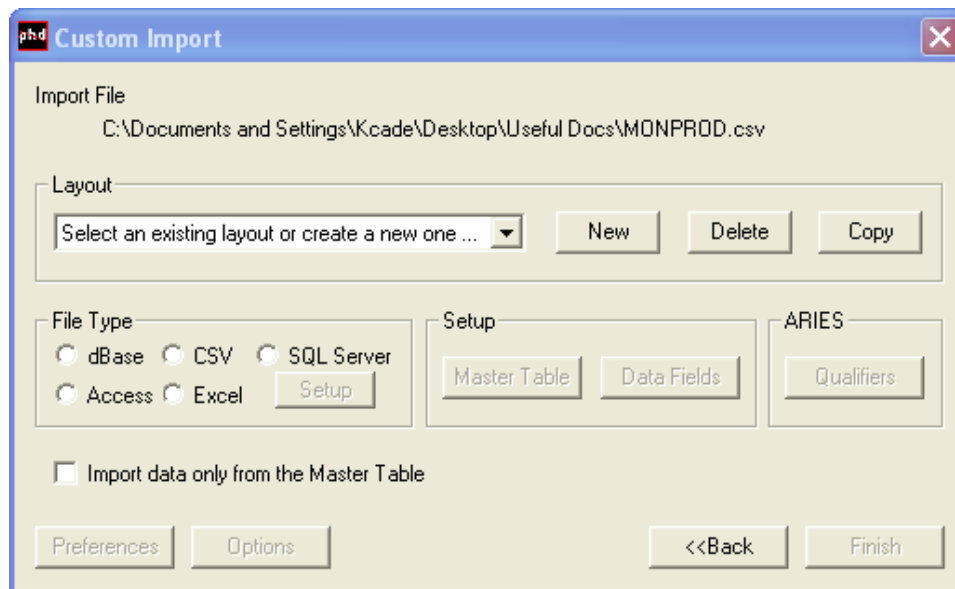 phd Custom Import
Import File
C:\Documents and Settings\Kcade\Desktop\Useful Docs\MONPROD.csv
Layout
Select an existing layout or create a new one ... New Delete Copy
File Type Setup ARIES
dBase CSV SQL Server
Master Table Data Fields Qualifiers
Access Excel Setup
Import data only from the Master Table
Preferences Options <<Back Finish